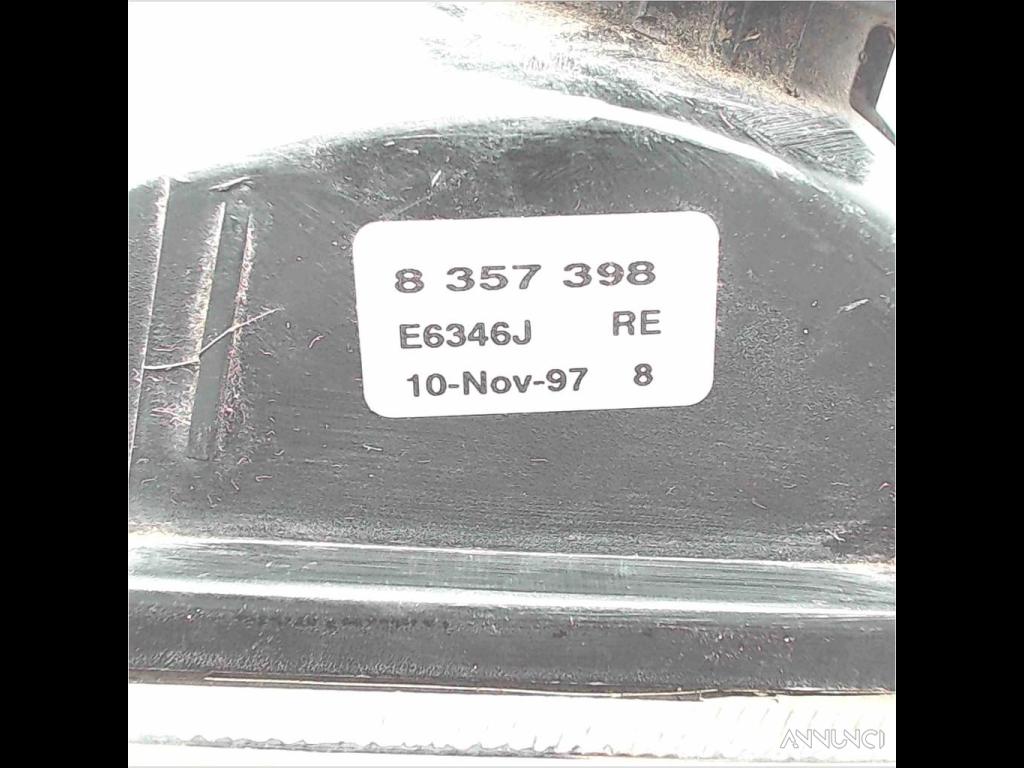 8 357 398
E6346J RE
10-Nov-97 8
ANNUNCI